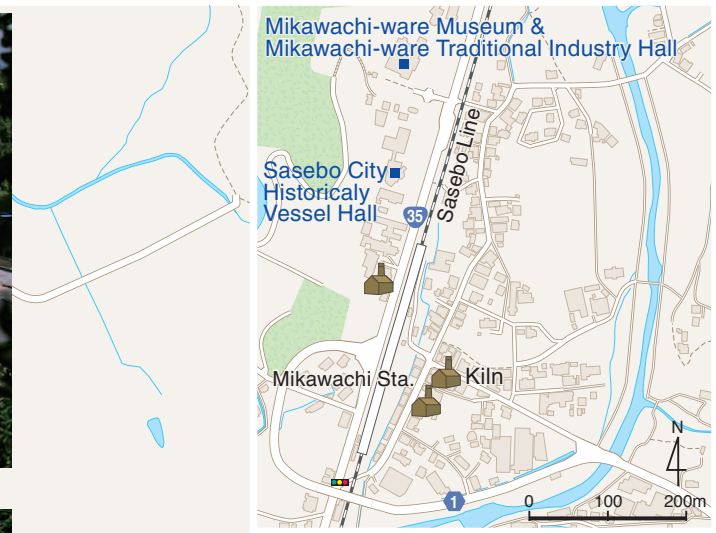 Mikawachi-ware Museum &
Mikawachi-ware Traditional Industry Hall
Sasebo Line
Sasebo City
Historicaly
Vessel Hall
35
Mikawachi Sta.
Kiln
N
1
0 100 200m